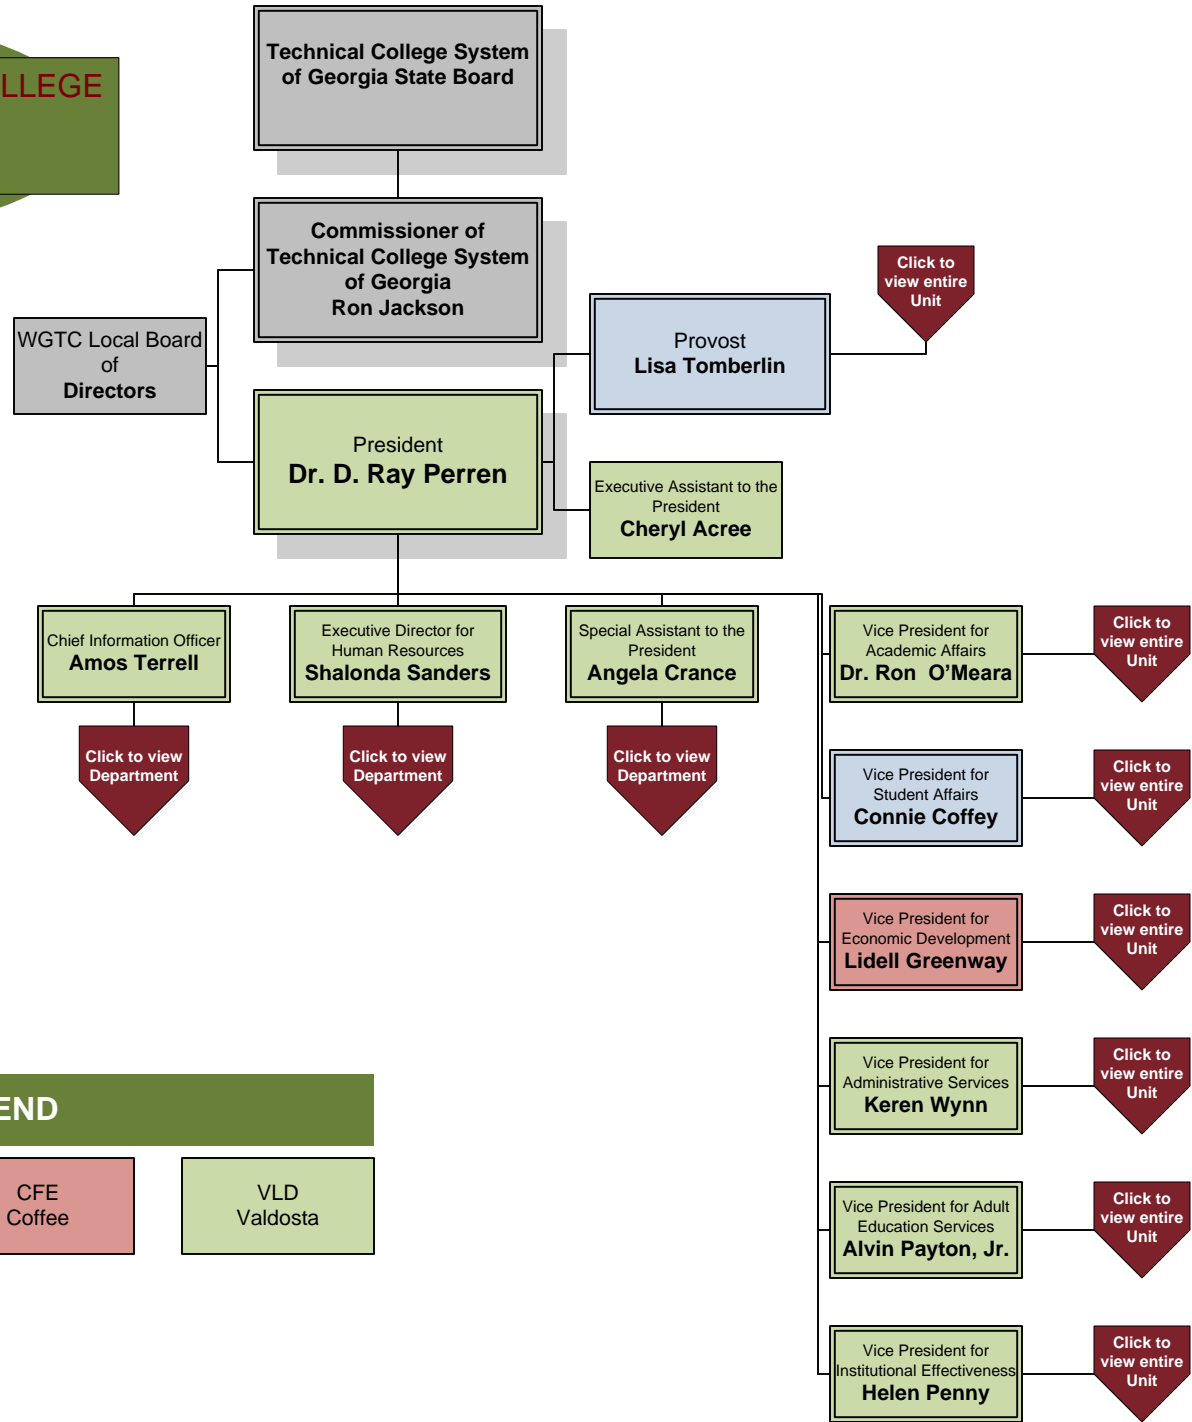 LLEGE
Technical College System
of Georgia State Board
Commissioner of
Technical College System
of Georgia
Ron Jackson
Click to
view entire
Unit
WGTC Local Board
of
Directors
Provost
Lisa Tomberlin
President
Dr. D. Ray Perren
Executive Assistant to the
President
Cheryl Acree
Chief Information Officer
Amos Terrell
Executive Director for
Human Resources
Shalonda Sanders
Special Assistant to the
President
Angela Crance
Vice President for
Academic Affairs
Dr. Ron O’Meara
Click to
view entire
Unit
Click to view
Department
Click to view
Department
Click to view
Department
Vice President for
Student Affairs
Connie Coffey
Click to
view entire
Unit
Vice President for
Economic Development
Lidell Greenway
Click to
view entire
Unit
Vice President for
Administrative Services
Keren Wynn
Click to
view entire
Unit
END
CFE
Coffee
VLD
Valdosta
Vice President for Adult
Education Services
Alvin Payton, Jr.
Click to
view entire
Unit
Vice President for
Institutional Effectiveness
Helen Penny
Click to
view entire
Unit